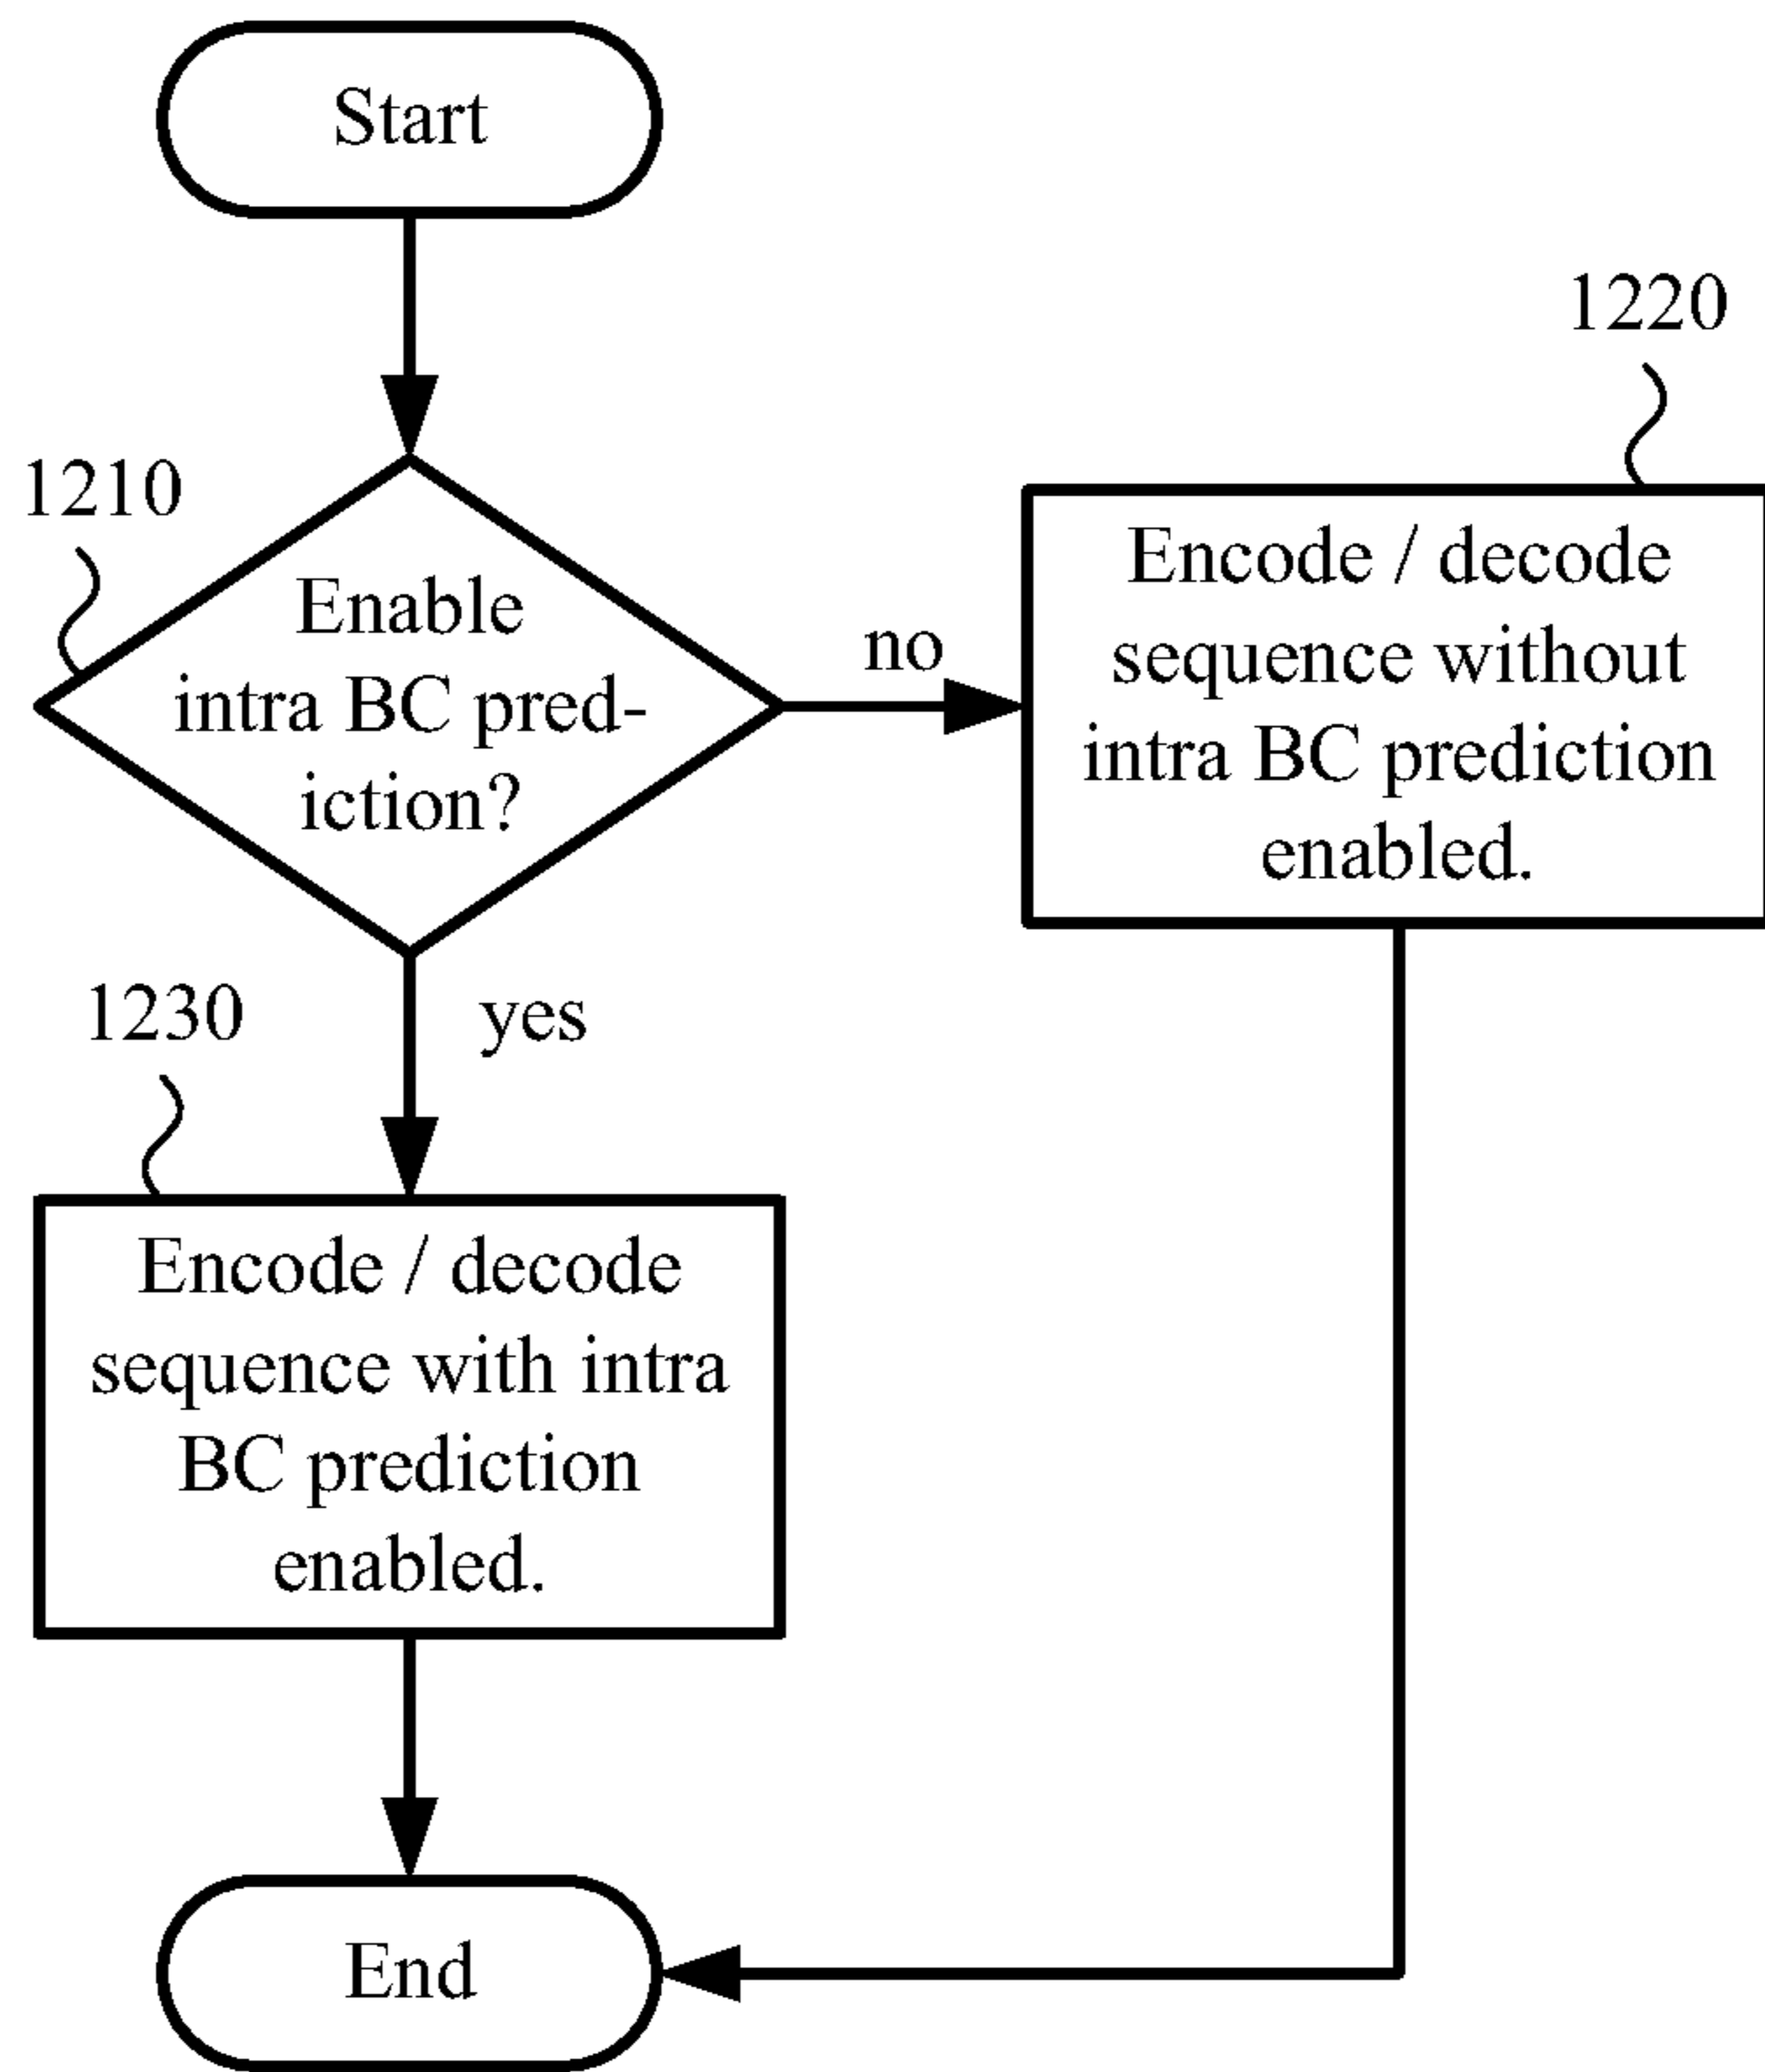 Start
1210
Enable
intra BC pred-
iction?
no
1220
Encode / decode
sequence without
intra BC prediction
enabled.
yes
1230
Encode / decode
sequence with intra
BC prediction
enabled.
End